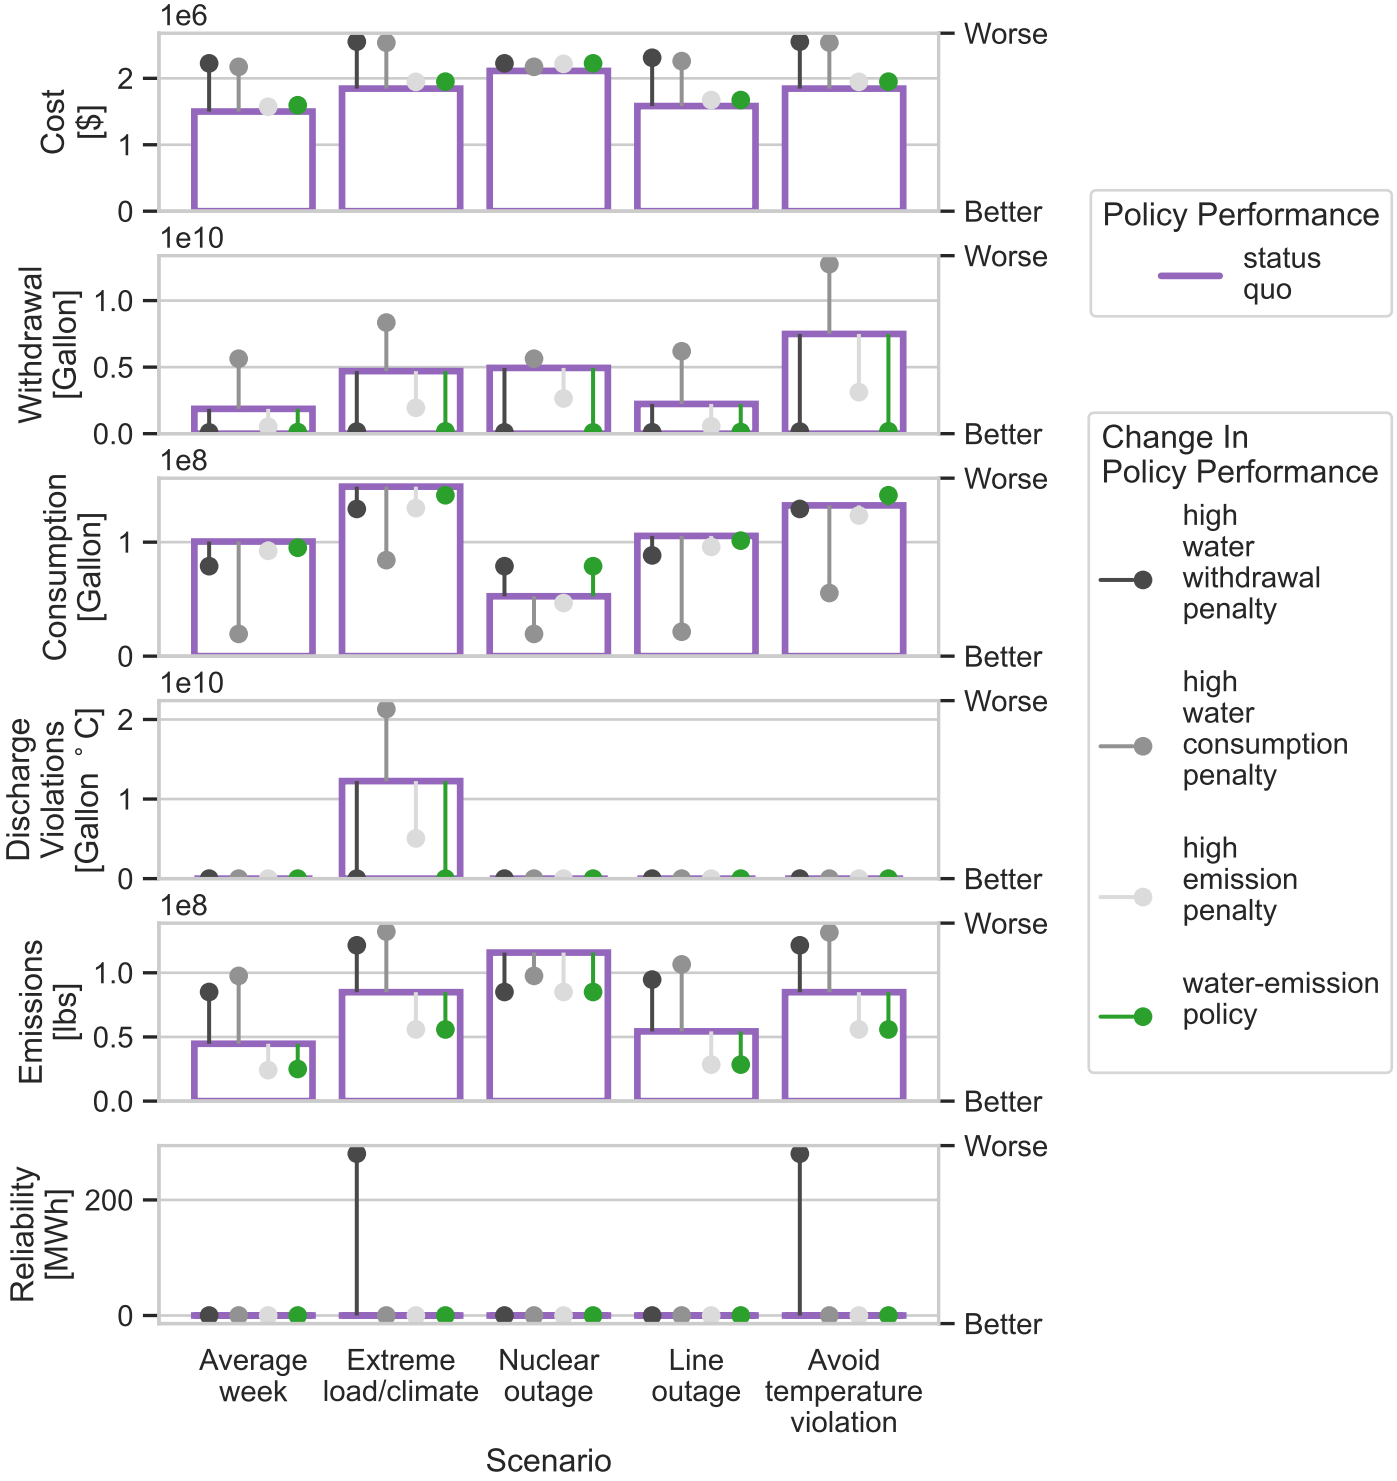 1e6
Worse
Cost
[$]
2
1
0
Better
1e10
Worse
Withdrawal
[Gallon]
1.0
0.5
0.0
Better
1e8
Worse
Consumption
[Gallon]
1
0
Better
1e10
Worse
Discharge
Violations
[Gallon °C]
2
1
0
Better
1e8
Worse
Emissions
[lbs]
1.0
0.5
0.0
Better
Worse
Reliability
[MWh]
200
0
Better
Average
week
Extreme
load/climate
Nuclear
outage
Line
outage
Avoid
temperature
violation
Scenario
Policy Performance
status
quo
Change In
Policy Performance
high
water
withdrawal
penalty
high
water
consumption
penalty
high
emission
penalty
water-emission
policy